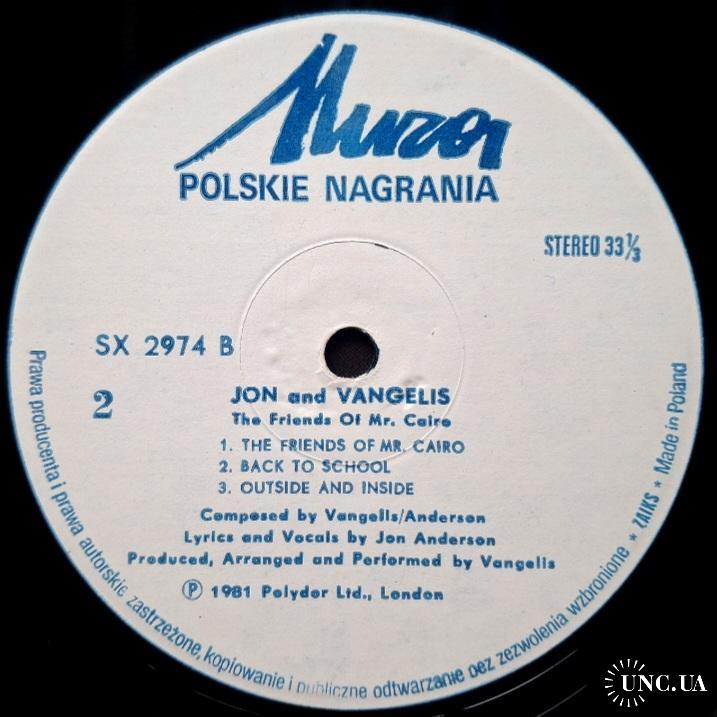 Muza
POLSKIE NAGRANIA
STEREO 33⅓
SX 2974 B
2
JON and VANGELIS
The Friends Of Mr. Cairo
1. THE FRIENDS OF MR. CAIRO
2. BACK TO SCHOOL
3. OUTSIDE AND INSIDE
Composed by Vangelis/Anderson
Lyrics and Vocals by Jon Anderson
Produced, Arranged and Performed by Vangelis
Ⓟ 1981 Polydor Ltd., London
Prawa producenta i prawa autorskie zastrzeżone, kopiowanie i publiczne odtwarzanie bez zezwolenia wzbronione * ZAIKS * Made in Poland
UNC.UA